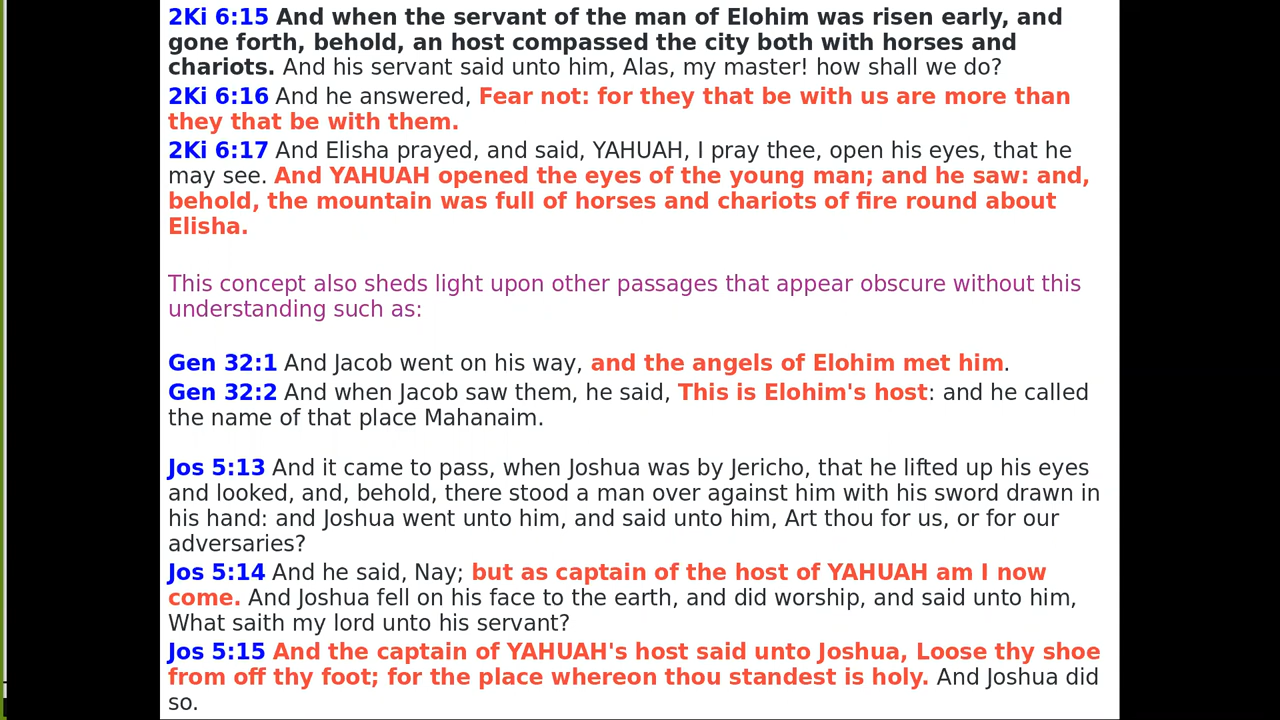 2Ki 6:15 And when the servant of the man of Elohim was risen early, and
gone forth, behold, an host compassed the city both with horses and
chariots. And his servant said unto him, Alas, my master! how shall we do?
2Ki 6:16 And he answered, Fear not: for they that be with us are more than
they that be with them.
2Ki 6:17 And Elisha prayed, and said, YAHUAH, I pray thee, open his eyes, that he
may see. And YAHUAH opened the eyes of the young man; and he saw: and,
behold, the mountain was full of horses and chariots of fire round about
Elisha.
This concept also sheds light upon other passages that appear obscure without this
understanding such as:
Gen 32:1 And Jacob went on his way, and the angels of Elohim met him.
Gen 32:2 And when Jacob saw them, he said, This is Elohim's host: and he called
the name of that place Mahanaim.
Jos 5:13 And it came to pass, when Joshua was by Jericho, that he lifted up his eyes
and looked, and, behold, there stood a man over against him with his sword drawn in
his hand: and Joshua went unto him, and said unto him, Art thou for us, or for our
adversaries?
Jos 5:14 And he said, Nay; but as captain of the host of YAHUAH am I now
come. And Joshua fell on his face to the earth, and did worship, and said unto him,
What saith my lord unto his servant?
Jos 5:15 And the captain of YAHUAH's host said unto Joshua, Loose thy shoe
from off thy foot; for the place whereon thou standest is holy. And Joshua did
so.